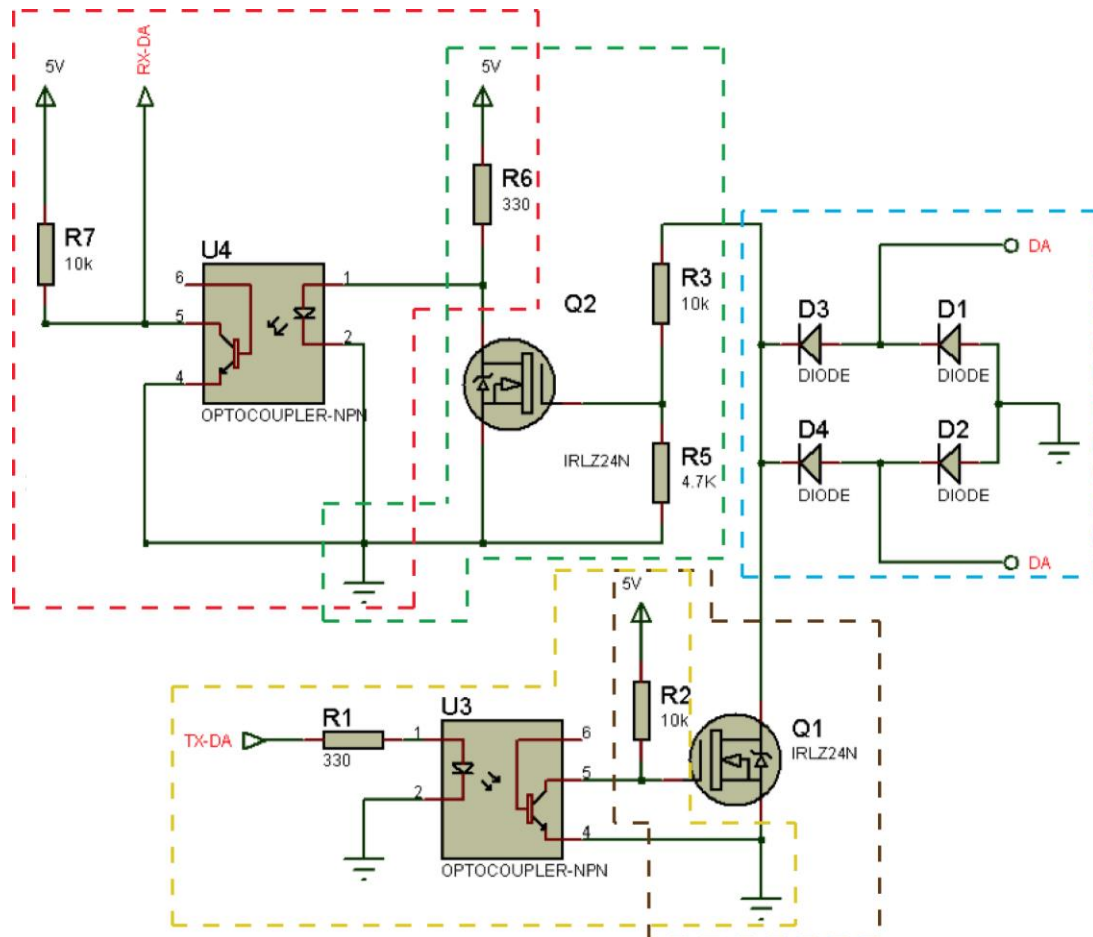 5V
RX-DA
5V
R6
330
R7
10k
U4
6
5
4
1
2
OPTOCOUPLER-NPN
Q2
IRLZ24N
R3
10k
R5
4.7K
DA
D3
DIODE
D1
DIODE
D4
DIODE
D2
DIODE
DA
5V
R2
10k
U3
TX-DA
R1
330
1
2
6
5
4
OPTOCOUPLER-NPN
Q1
IRLZ24N